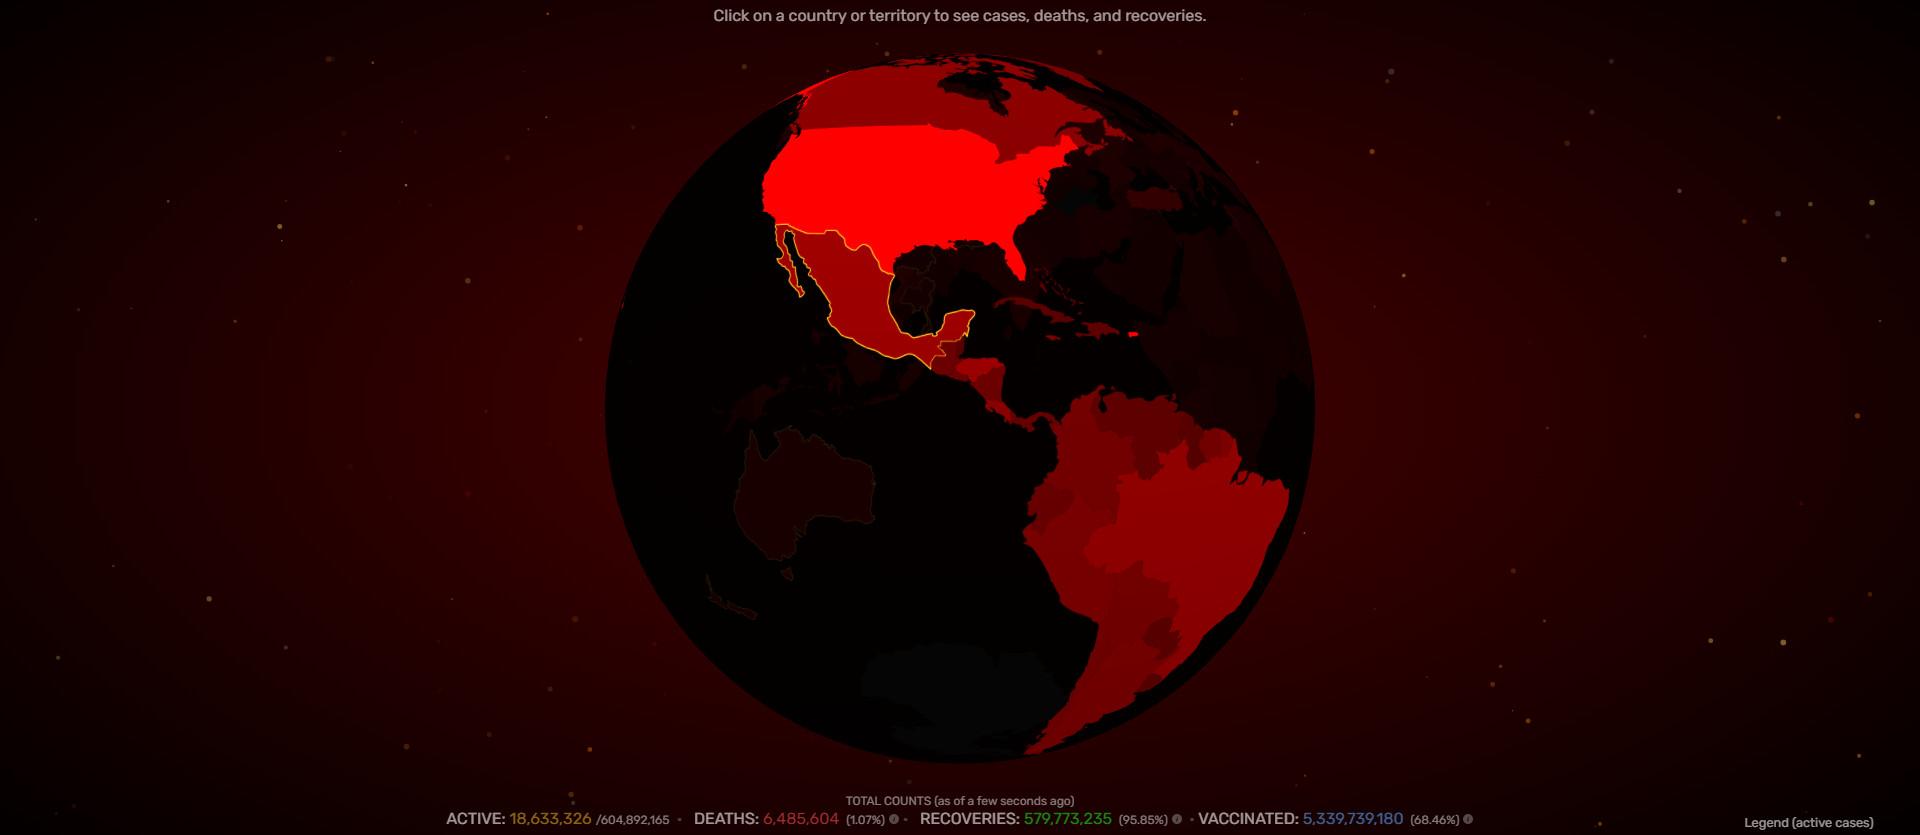 Click on a country or territory to see cases, deaths, and recoveries.
TOTAL COUNTS (as of a few seconds ago)
ACTIVE: 18,633,326 /604,892,165 • DEATHS: 6,485,604 (1.07%) • RECOVERIES: 579,773,235 (95.85%) • VACCINATED: 5,339,739,180 (68.46%)
Legend (active cases)